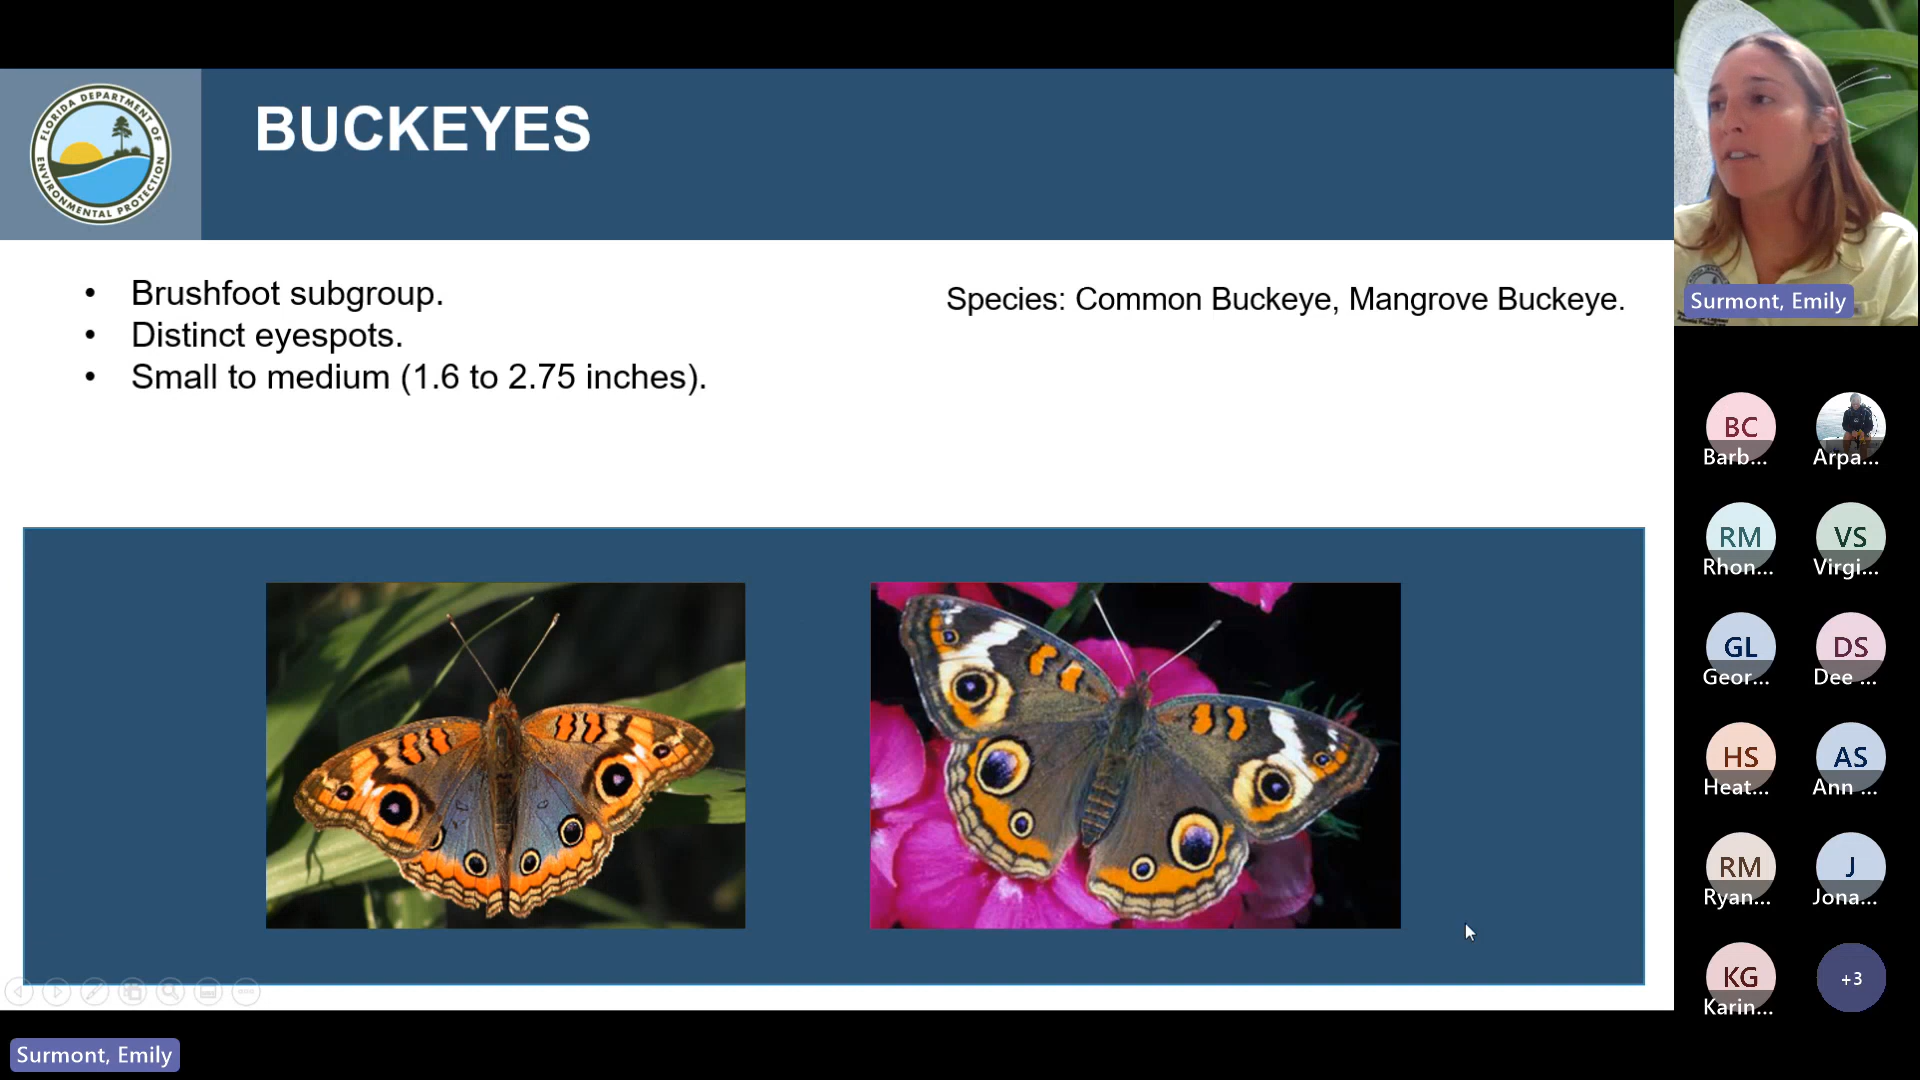 FLORIDA DEPARTMENT OF
ENVIRONMENTAL PROTECTION
BUCKEYES
• Brushfoot subgroup.
• Distinct eyespots.
• Small to medium (1.6 to 2.75 inches).
Species: Common Buckeye, Mangrove Buckeye.
Surmont, Emily
BC
Barb...
Arpa...
RM
Rhon...
VS
Virgi...
GL
Geor...
DS
Dee ...
HS
Heat...
AS
Ann ...
RM
Ryan...
J
Jona...
KG
Karin...
+3
Surmont, Emily